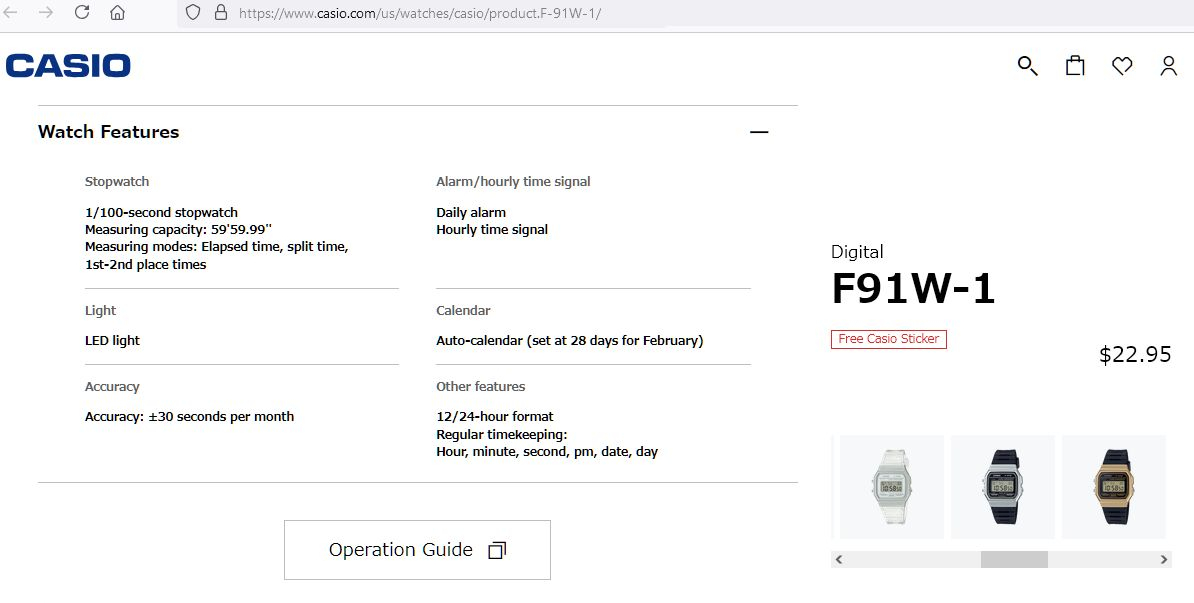 https://www.casio.com/us/watches/casio/product.F-91W-1/
CASIO
Watch Features
Stopwatch
1/100-second stopwatch
Measuring capacity: 59'59.99''
Measuring modes: Elapsed time, split time,
1st-2nd place times
Alarm/hourly time signal
Daily alarm
Hourly time signal
Light
LED light
Calendar
Auto-calendar (set at 28 days for February)
Accuracy
Accuracy: ±30 seconds per month
Other features
12/24-hour format
Regular timekeeping:
Hour, minute, second, pm, date, day
Operation Guide
Digital
F91W-1
Free Casio Sticker
$22.95